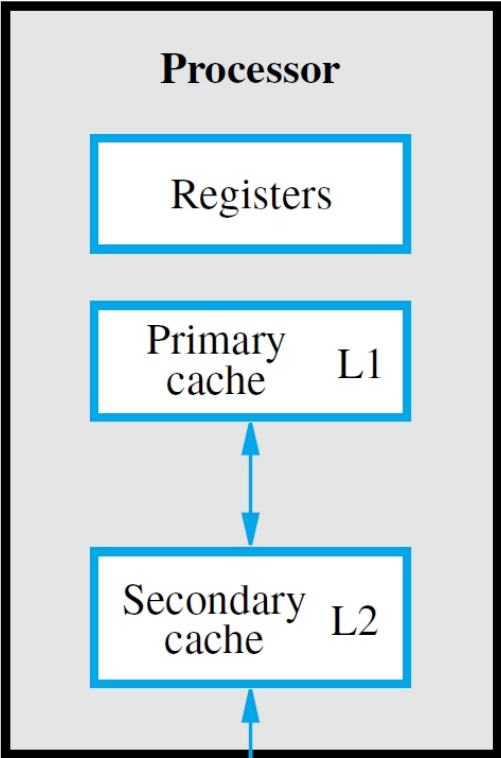 Processor
Registers
Primary
cache L1
Secondary
cache L2